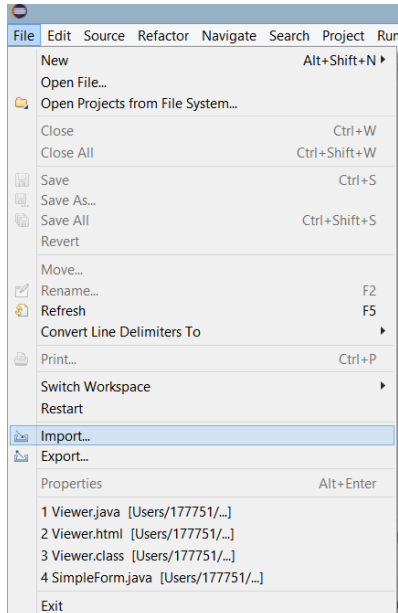 File Edit Source Refactor Navigate Search Project Run
New Alt+Shift+N
Open File...
Open Projects from File System...
Close Ctrl+W
Close All Ctrl+Shift+W
Save Ctrl+S
Save As...
Save All Ctrl+Shift+S
Revert
Move...
Rename... F2
Refresh F5
Convert Line Delimiters To
Print... Ctrl+P
Switch Workspace
Restart
Import...
Export...
Properties Alt+Enter
1 Viewer.java [Users/177751/...]
2 Viewer.html [Users/177751/...]
3 Viewer.class [Users/177751/...]
4 SimpleForm.java [Users/177751/...]
Exit